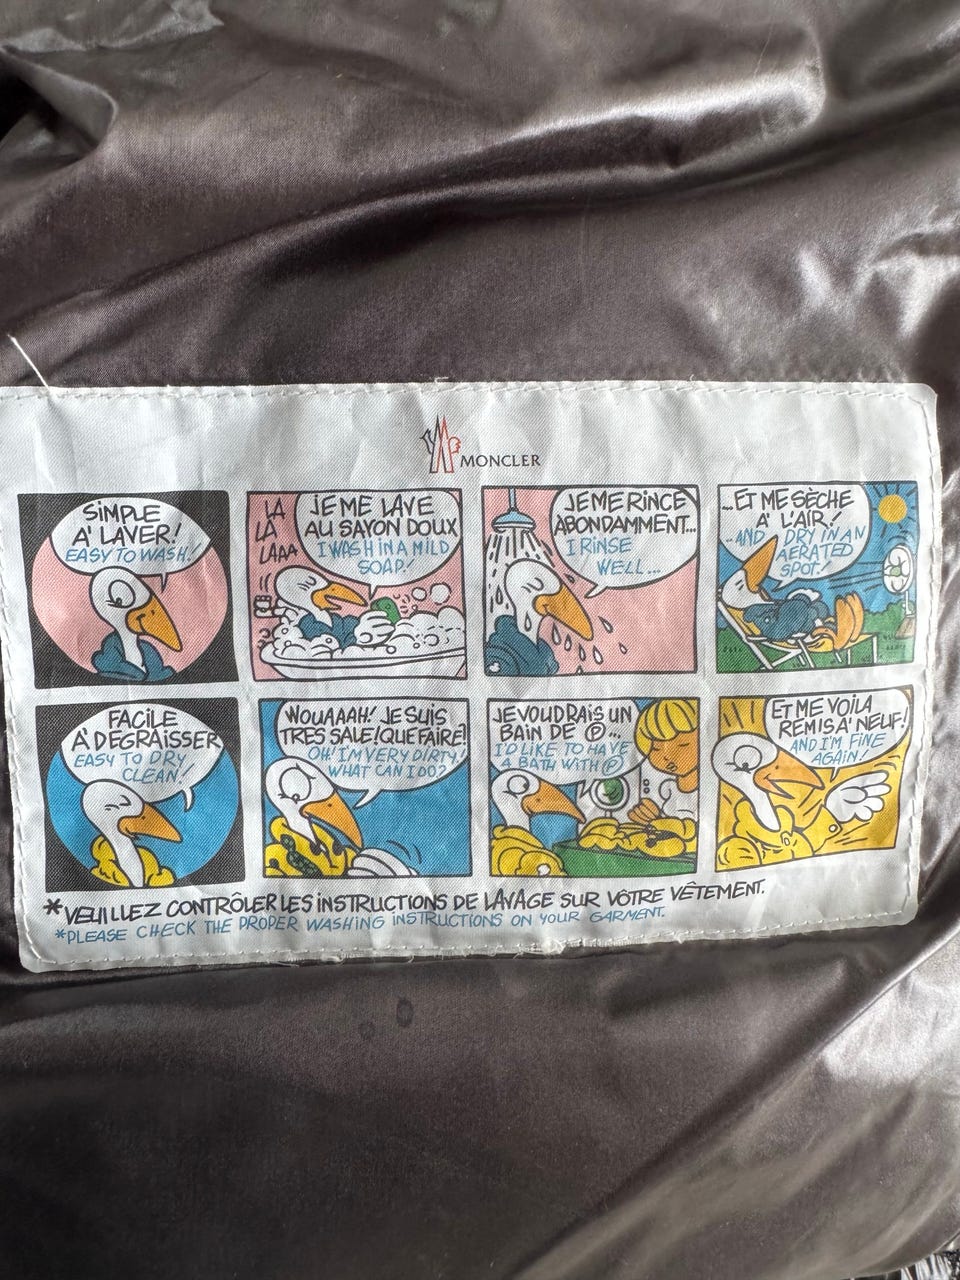 MONCLER
SIMPLE
A' LAVER!
EASY TO WASH!
LA
LA
LAAA
JE ME LAVE
AU SAVON DOUX
I WASH IN A MILD
SOAP!
JE ME RINCE
ABONDAMMENT...
I RINSE
WELL...
...ET ME SÈCHE
A' L'AIR!
...AND I DRY IN AN
AERATED
SPOT!
FACILE
A' DEGRAISSER
EASY TO DRY
CLEAN!
WOUAAAH! JE SUIS
TRES SALE! QUE FAIRE?
OH! I'M VERY DIRTY!
WHAT CAN I DO?
JE VOUDRAIS UN
BAIN DE Ⓟ...
I'D LIKE TO HAVE
A BATH WITH Ⓟ
ET ME VOILA
REMIS A' NEUF!
AND I'M FINE
AGAIN!
*VEUILLEZ CONTRÔLER LES INSTRUCTIONS DE LAVAGE SUR VÔTRE VÊTEMENT.
*PLEASE CHECK THE PROPER WASHING INSTRUCTIONS ON YOUR GARMENT.